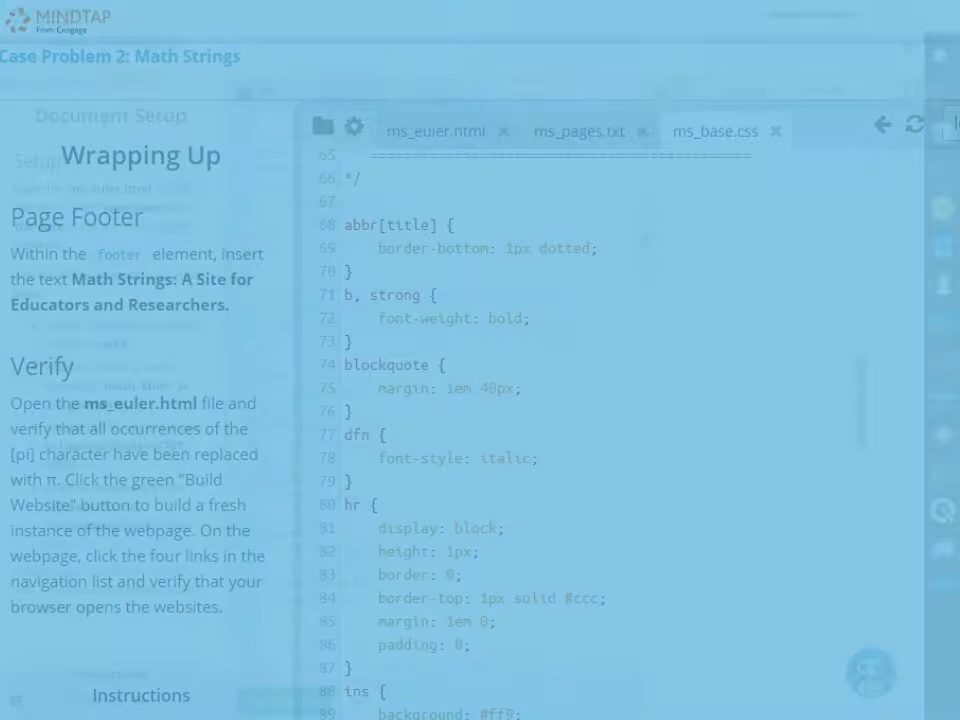 MINDTAP
From Cengage
Case Problem 2: Math Strings
Document Setup
Setup
Wrapping Up
Page Footer
Within the footer element, insert
the text Math Strings: A Site for
Educators and Researchers.
Verify
Open the ms_euler.html file and
verify that all occurrences of the
[pi] character have been replaced
with π. Click the green "Build
Website" button to build a fresh
instance of the webpage. On the
webpage, click the four links in the
navigation list and verify that your
browser opens the websites.
Instructions
ms_euler.html × ms_pages.txt × ms_base.css ×
65 ================================================
66 */
67
68 abbr[title] {
69 border-bottom: 1px dotted;
70 }
71 b, strong {
72 font-weight: bold;
73 }
74 blockquote {
75 margin: 1em 40px;
76 }
77 dfn {
78 font-style: italic;
79 }
80 hr {
81 display: block;
82 height: 1px;
83 border: 0;
84 border-top: 1px solid #ccc;
85 margin: 1em 0;
86 padding: 0;
87 }
88 ins {
89 background: #ff9;